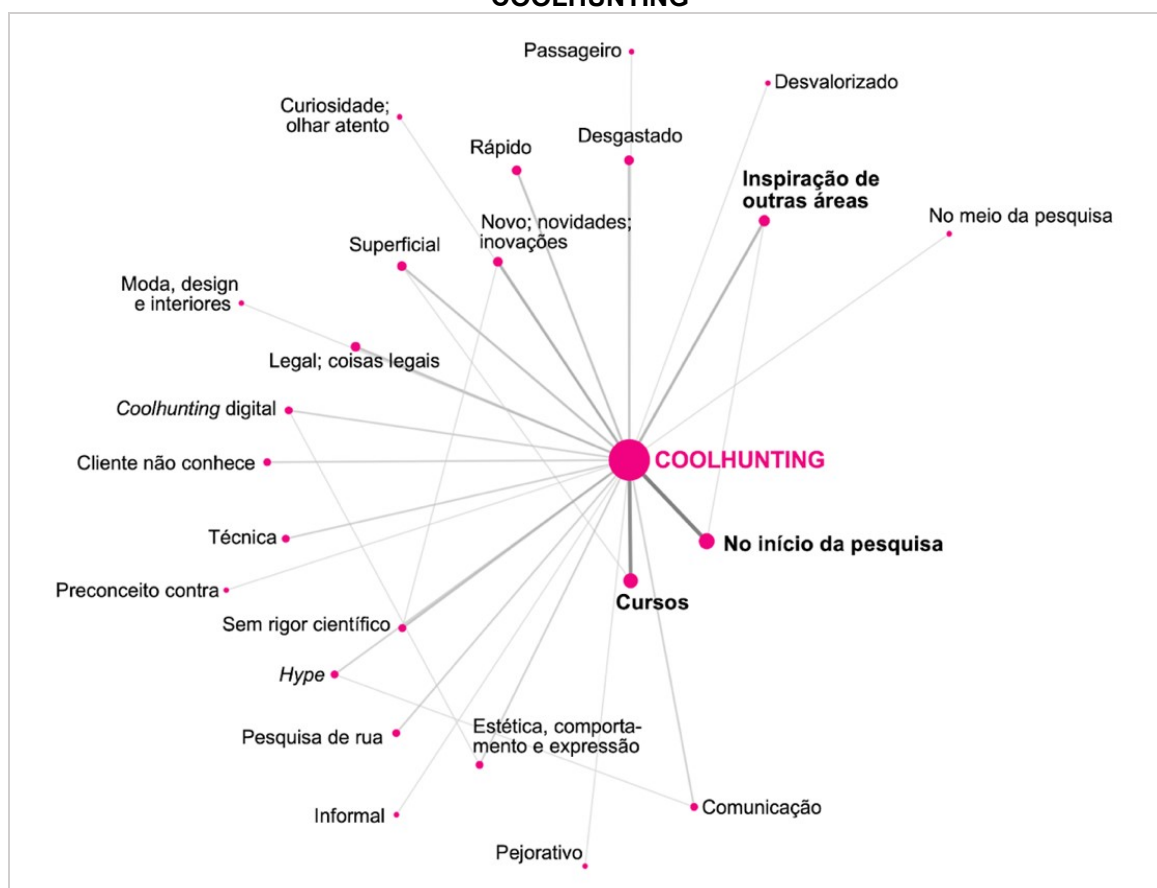 COOLHUNTING
Passageiro
Desvalorizado
Curiosidade;
olhar atento
Rápido
Desgastado
Inspiração de
outras áreas
No meio da pesquisa
Novo; novidades;
inovações
Superficial
Moda, design
e interiores
Legal; coisas legais
Coolhunting digital
Cliente não conhece
COOLHUNTING
Técnica
No início da pesquisa
Preconceito contra
Cursos
Sem rigor científico
Hype
Pesquisa de rua
Estética, comporta-
mento e expressão
Informal
Comunicação
Pejorativo